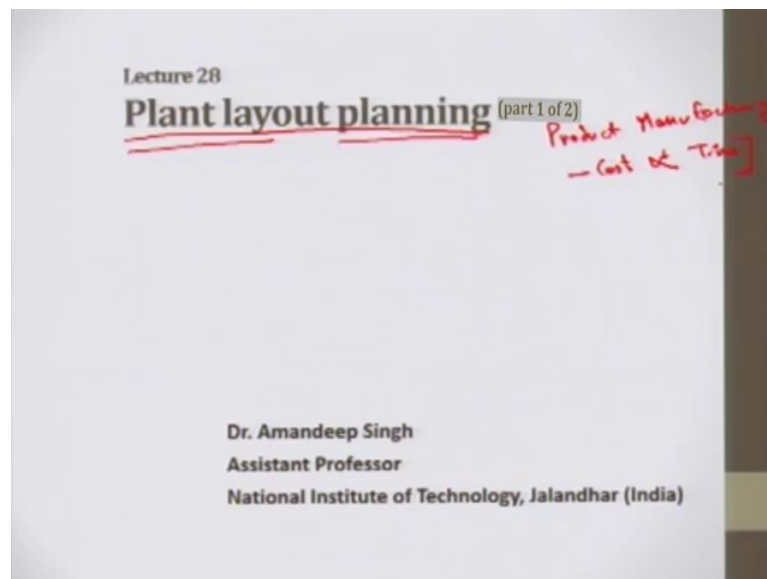 Lecture 28
Plant layout planning (part 1 of 2)
Product Manufacturing
– Cost & Time]
Dr. Amandeep Singh
Assistant Professor
National Institute of Technology, Jalandhar (India)